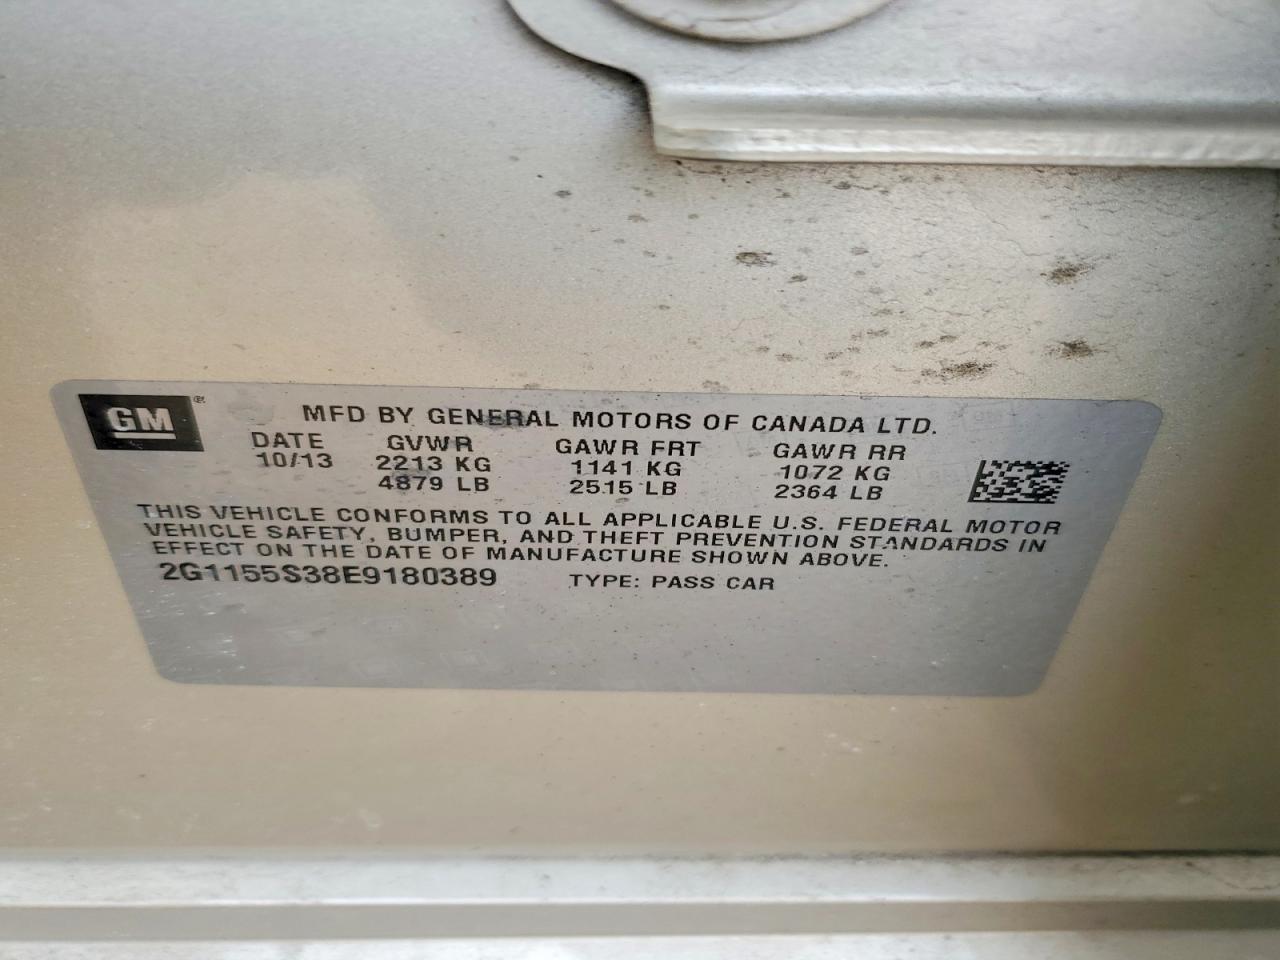 GM ®
MFD BY GENERAL MOTORS OF CANADA LTD.
DATE GVWR GAWR FRT GAWR RR
10/13 2213 KG 1141 KG 1072 KG
4879 LB 2515 LB 2364 LB
THIS VEHICLE CONFORMS TO ALL APPLICABLE U.S. FEDERAL MOTOR
VEHICLE SAFETY, BUMPER, AND THEFT PREVENTION STANDARDS IN
EFFECT ON THE DATE OF MANUFACTURE SHOWN ABOVE.
2G1155S38E9180389 TYPE: PASS CAR